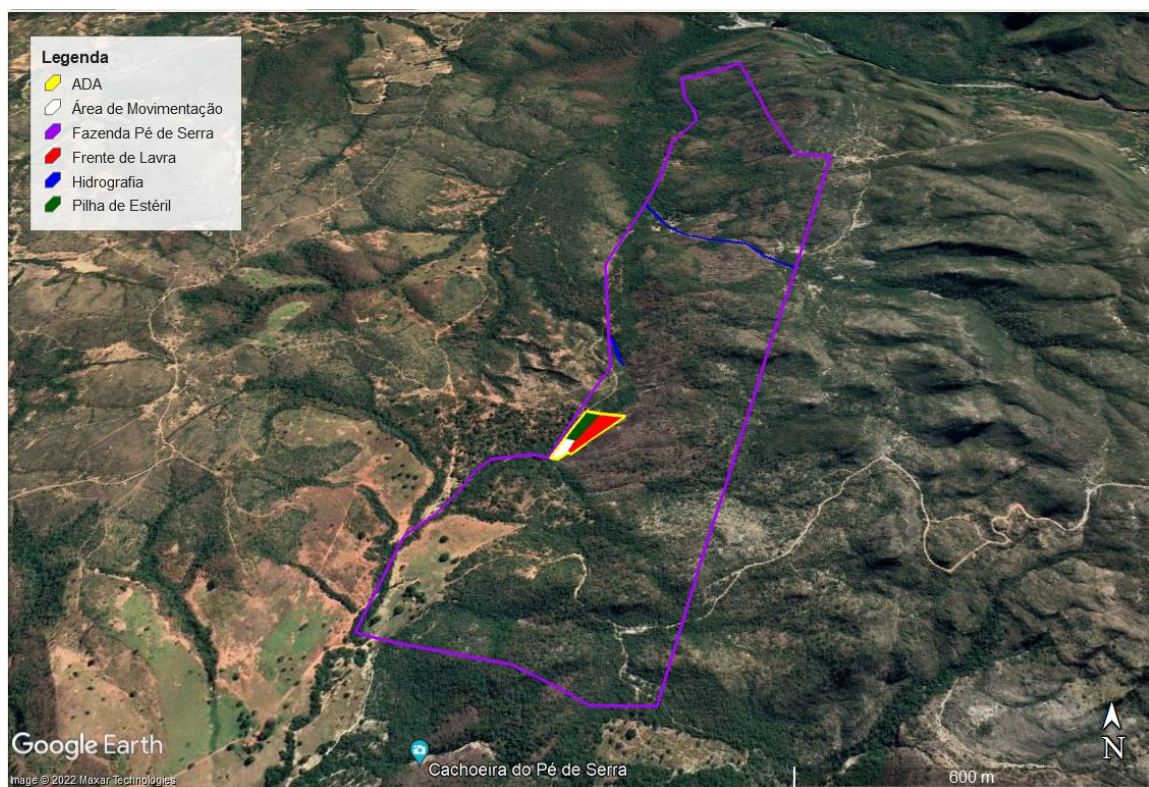 Legenda
ADA
Área de Movimentação
Fazenda Pé de Serra
Frente de Lavra
Hidrografia
Pilha de Estéril
Google Earth
Image © 2022 Maxar Technologies
Cachoeira do Pé de Serra
N
600 m